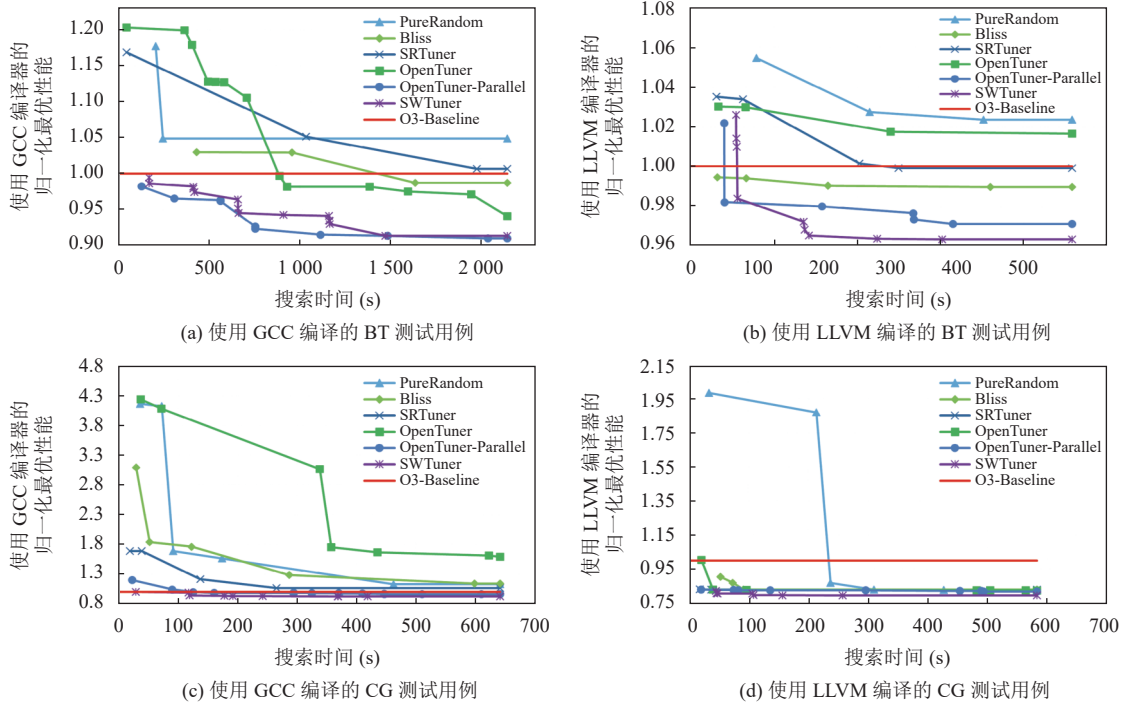 使用 GCC 编译器的
归一化最优性能
1.20
1.15
1.10
1.05
1.00
0.95
0.90
0
500
1 000
1 500
2 000
搜索时间 (s)
PureRandom
Bliss
SRTuner
OpenTuner
OpenTuner-Parallel
SWTuner
O3-Baseline
(a) 使用 GCC 编译的 BT 测试用例
使用 LLVM 编译器的
归一化最优性能
1.08
1.06
1.04
1.02
1.00
0.98
0.96
0
100
200
300
400
500
搜索时间 (s)
PureRandom
Bliss
SRTuner
OpenTuner
OpenTuner-Parallel
SWTuner
O3-Baseline
(b) 使用 LLVM 编译的 BT 测试用例
使用 GCC 编译器的
归一化最优性能
4.8
4.3
3.8
3.3
2.8
2.3
1.8
1.3
0.8
0
100
200
300
400
500
600
700
搜索时间 (s)
PureRandom
Bliss
SRTuner
OpenTuner
OpenTuner-Parallel
SWTuner
O3-Baseline
(c) 使用 GCC 编译的 CG 测试用例
使用 LLVM 编译器的
归一化最优性能
2.15
1.95
1.75
1.55
1.35
1.15
0.95
0.75
0
100
200
300
400
500
600
700
搜索时间 (s)
PureRandom
Bliss
SRTuner
OpenTuner
OpenTuner-Parallel
SWTuner
O3-Baseline
(d) 使用 LLVM 编译的 CG 测试用例